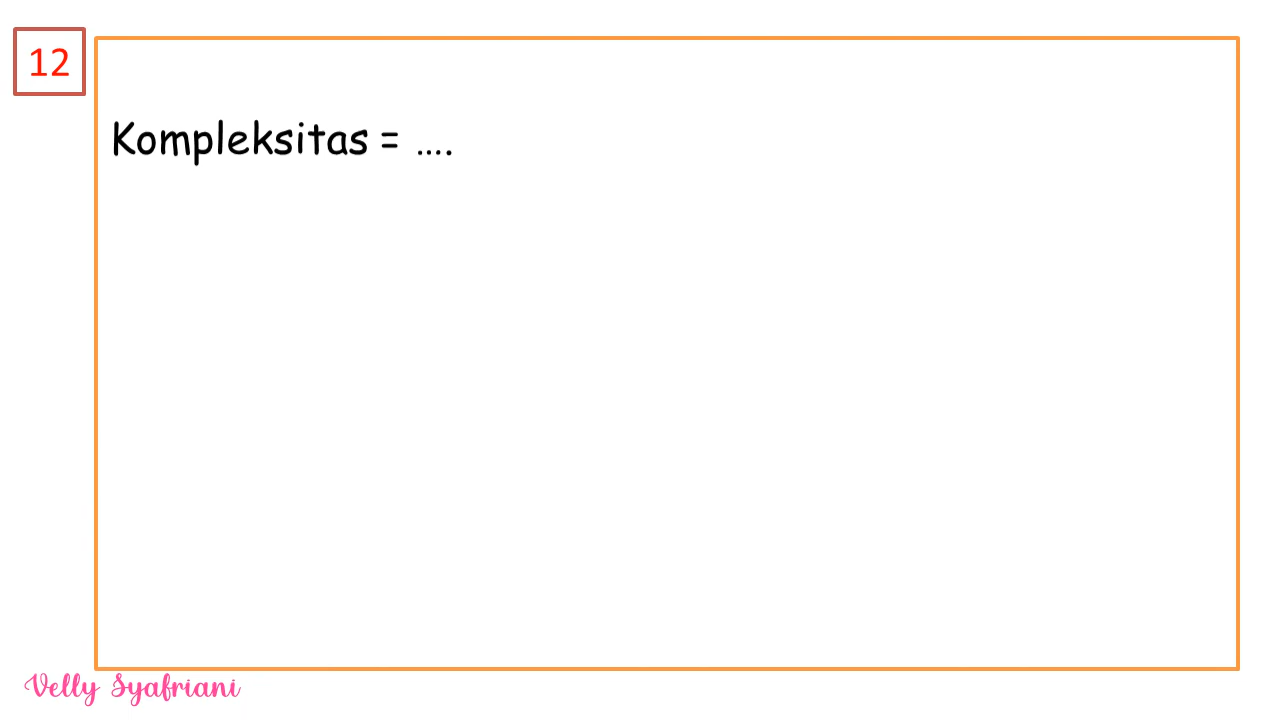 12
Kompleksitas = ....
Velly Syafriani